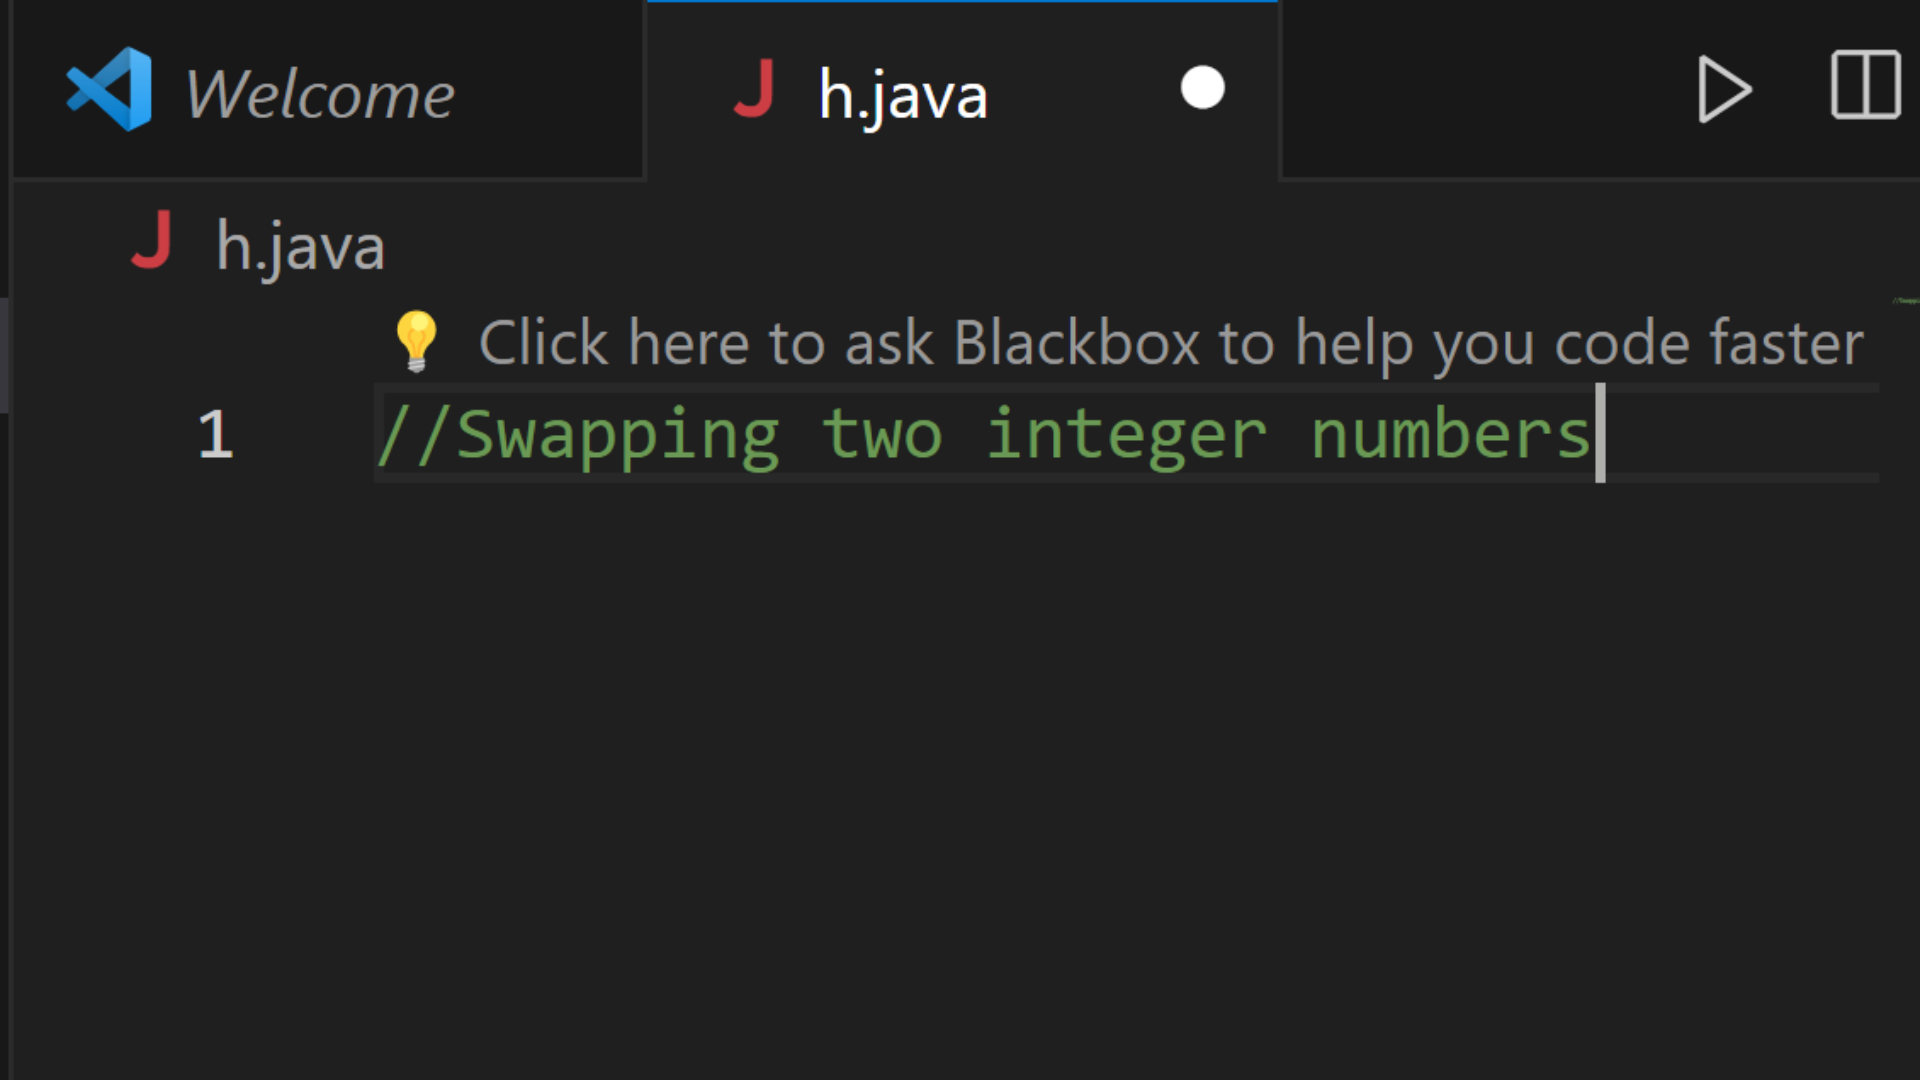 Welcome
J h.java
J h.java
Click here to ask Blackbox to help you code faster
1 //Swapping two integer numbers